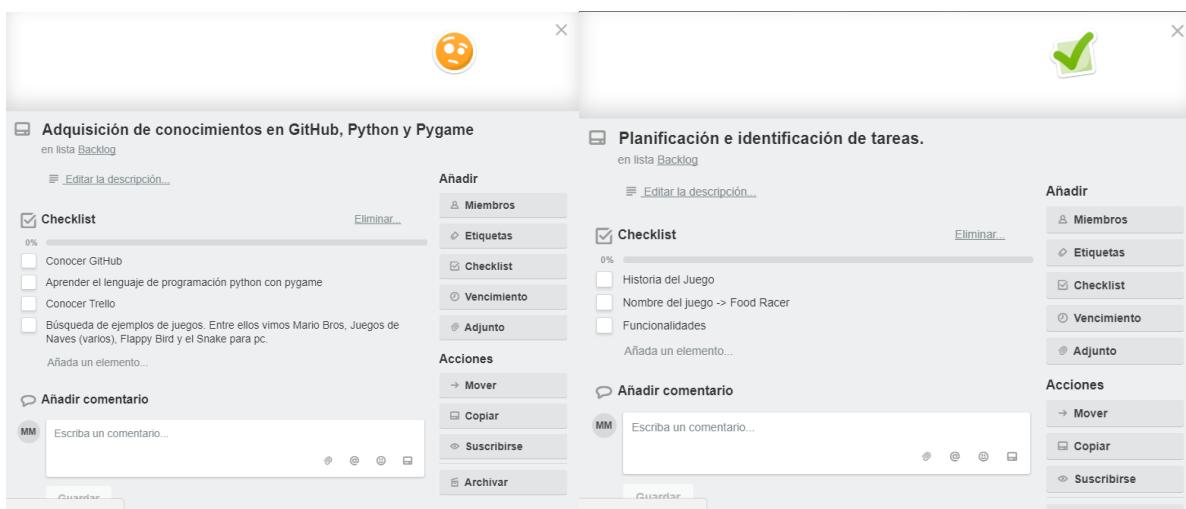 Adquisición de conocimientos en GitHub, Python y Pygame
en lista Backlog
Editar la descripción...
Checklist
Eliminar...
0%
Conocer GitHub
Aprender el lenguaje de programación python con pygame
Conocer Trello
Búsqueda de ejemplos de juegos. Entre ellos vimos Mario Bros, Juegos de
Naves (varios), Flappy Bird y el Snake para pc.
Añada un elemento...
Añadir comentario
MM
Escriba un comentario...
@
Guardar
Añadir
Miembros
Etiquetas
Checklist
Vencimiento
Adjunto
Acciones
Mover
Copiar
Suscribirse
Archivar
Planificación e identificación de tareas.
en lista Backlog
Editar la descripción...
Checklist
Eliminar...
0%
Historia del Juego
Nombre del juego -> Food Racer
Funcionalidades
Añada un elemento...
Añadir comentario
MM
Escriba un comentario...
@
Guardar
Añadir
Miembros
Etiquetas
Checklist
Vencimiento
Adjunto
Acciones
Mover
Copiar
Suscribirse